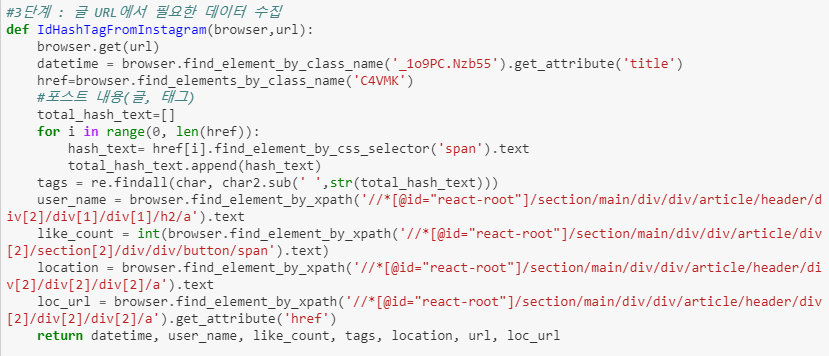 #3단계 : 글 URL에서 필요한 데이터 수집
def IdHashTagFromInstagram(browser,url):
    browser.get(url)
    datetime = browser.find_element_by_class_name('_1o9PC.Nzb55').get_attribute('title')
    href=browser.find_elements_by_class_name('C4VMK')
    #포스트 내용(글, 태그)
    total_hash_text=[]
    for i in range(0, len(href)):
        hash_text= href[i].find_element_by_css_selector('span').text
        total_hash_text.append(hash_text)
    tags = re.findall(char, char2.sub(' ',str(total_hash_text)))
    user_name = browser.find_element_by_xpath('//*[@id="react-root"]/section/main/div/div/article/header/d
iv[2]/div[1]/div[1]/h2/a').text
    like_count = int(browser.find_element_by_xpath('//*[@id="react-root"]/section/main/div/div/article/div
[2]/section[2]/div/div/button/span').text)
    location = browser.find_element_by_xpath('//*[@id="react-root"]/section/main/div/div/article/header/di
v[2]/div[2]/div[2]/a').text
    loc_url = browser.find_element_by_xpath('//*[@id="react-root"]/section/main/div/div/article/header/div
[2]/div[2]/div[2]/a').get_attribute('href')
    return datetime, user_name, like_count, tags, location, url, loc_url